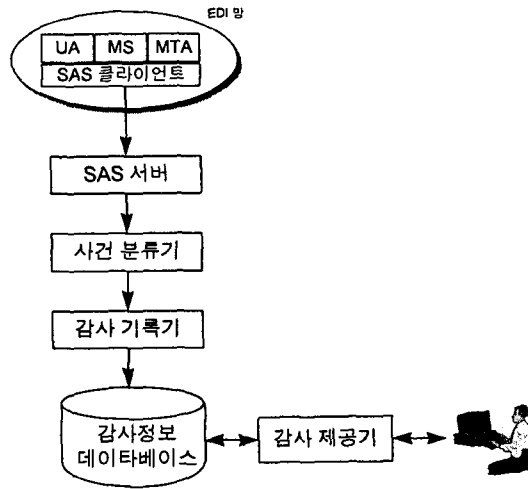 EDI 망
UA MS MTA
SAS 클라이언트
SAS 서버
사건 분류기
감사 기록기
감사정보
데이타베이스
감사 제공기